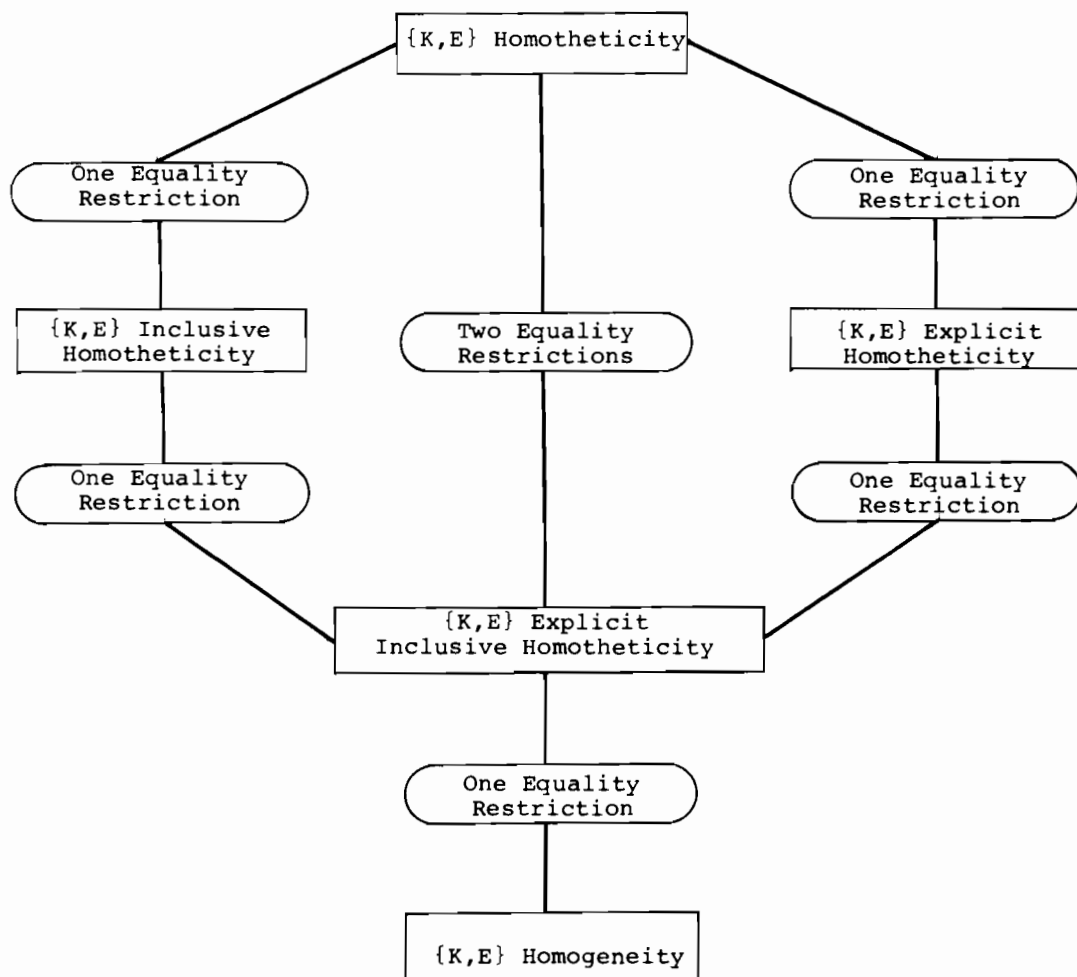 {K,E} Homotheticity
One Equality
Restriction
One Equality
Restriction
{K,E} Inclusive
Homotheticity
Two Equality
Restrictions
{K,E} Explicit
Homotheticity
One Equality
Restriction
One Equality
Restriction
{K,E} Explicit
Inclusive Homotheticity
One Equality
Restriction
{K,E} Homogeneity